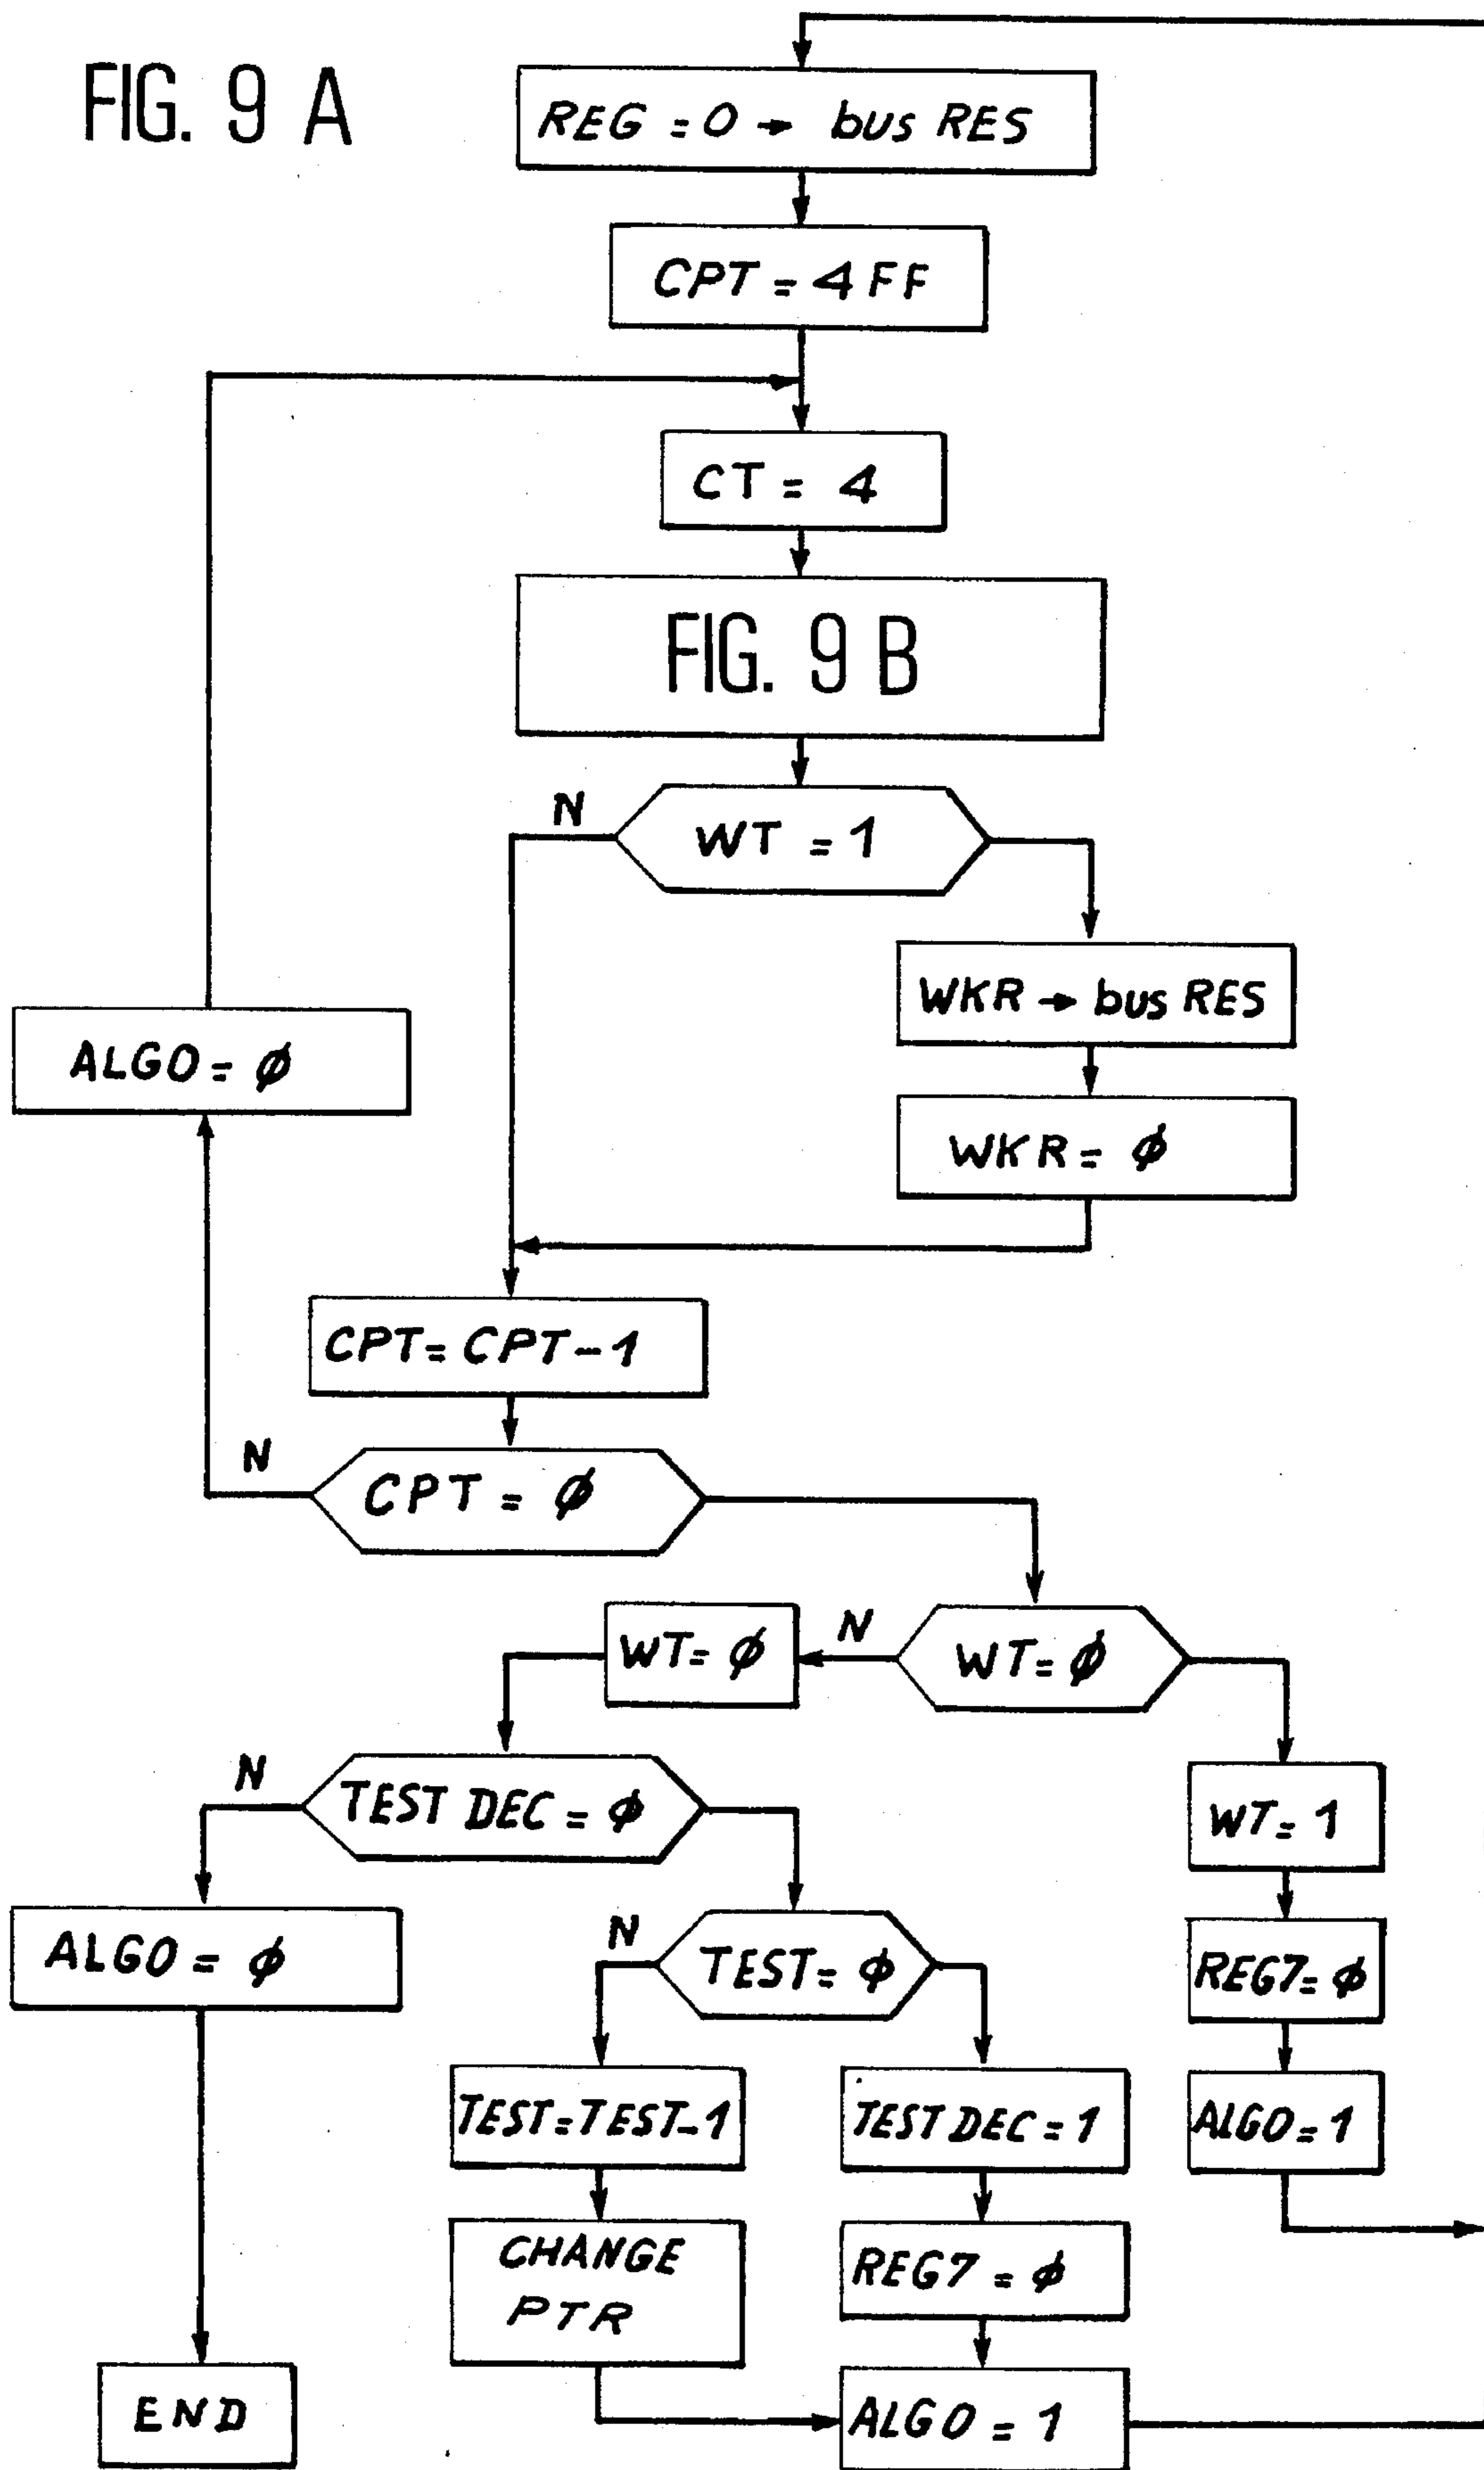 FIG. 9 A
REG = 0 → bus RES
CPT = 4FF
CT = 4
FIG. 9 B
N
WT = 1
WKR → bus RES
ALGO = ϕ
WKR = ϕ
CPT = CPT - 1
N
CPT = ϕ
WT = ϕ
N
WT = ϕ
N
TEST DEC = ϕ
WT = 1
ALGO = ϕ
N
TEST = ϕ
REG7 = ϕ
TEST = TEST - 1
TEST DEC = 1
ALGO = 1
CHANGE
PTR
REG7 = ϕ
END
ALGO = 1